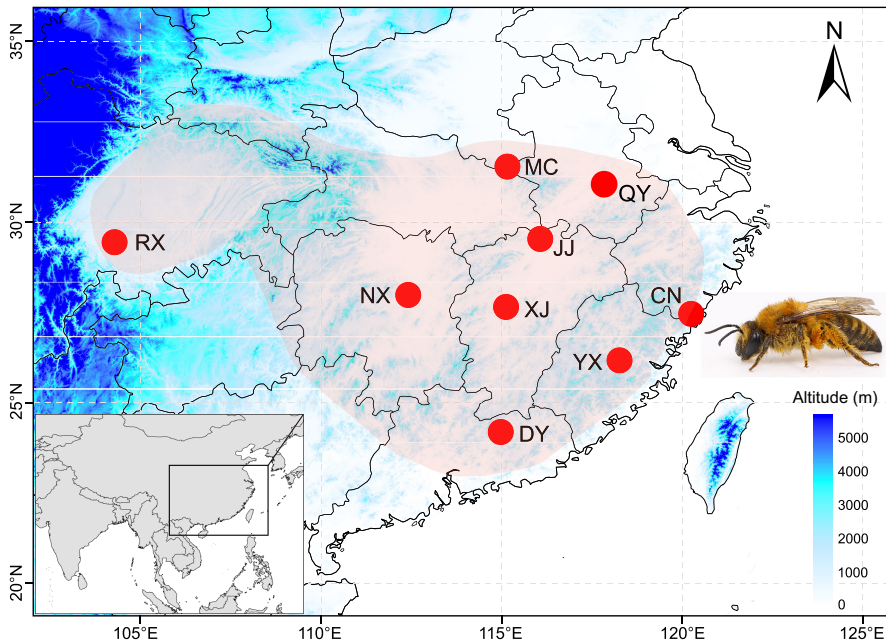 35°N
N
MC
QY
30°N
RX
JJ
NX
XJ
CN
YX
Altitude (m)
25°N
DY
5000
4000
3000
2000
1000
0
20°N
105°E
110°E
115°E
120°E
125°E